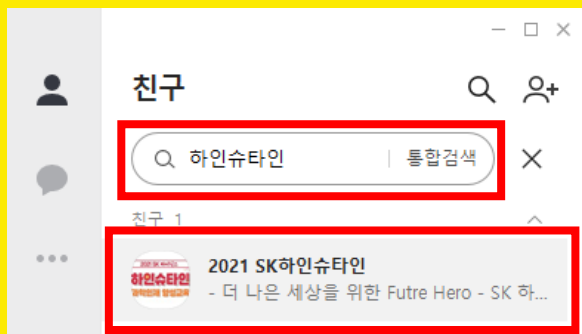 친구
하인슈타인 통합검색
친구 1
2021 SK하인슈타인
하인슈타인
- 더 나은 세상을 위한 Futre Hero - SK 하...